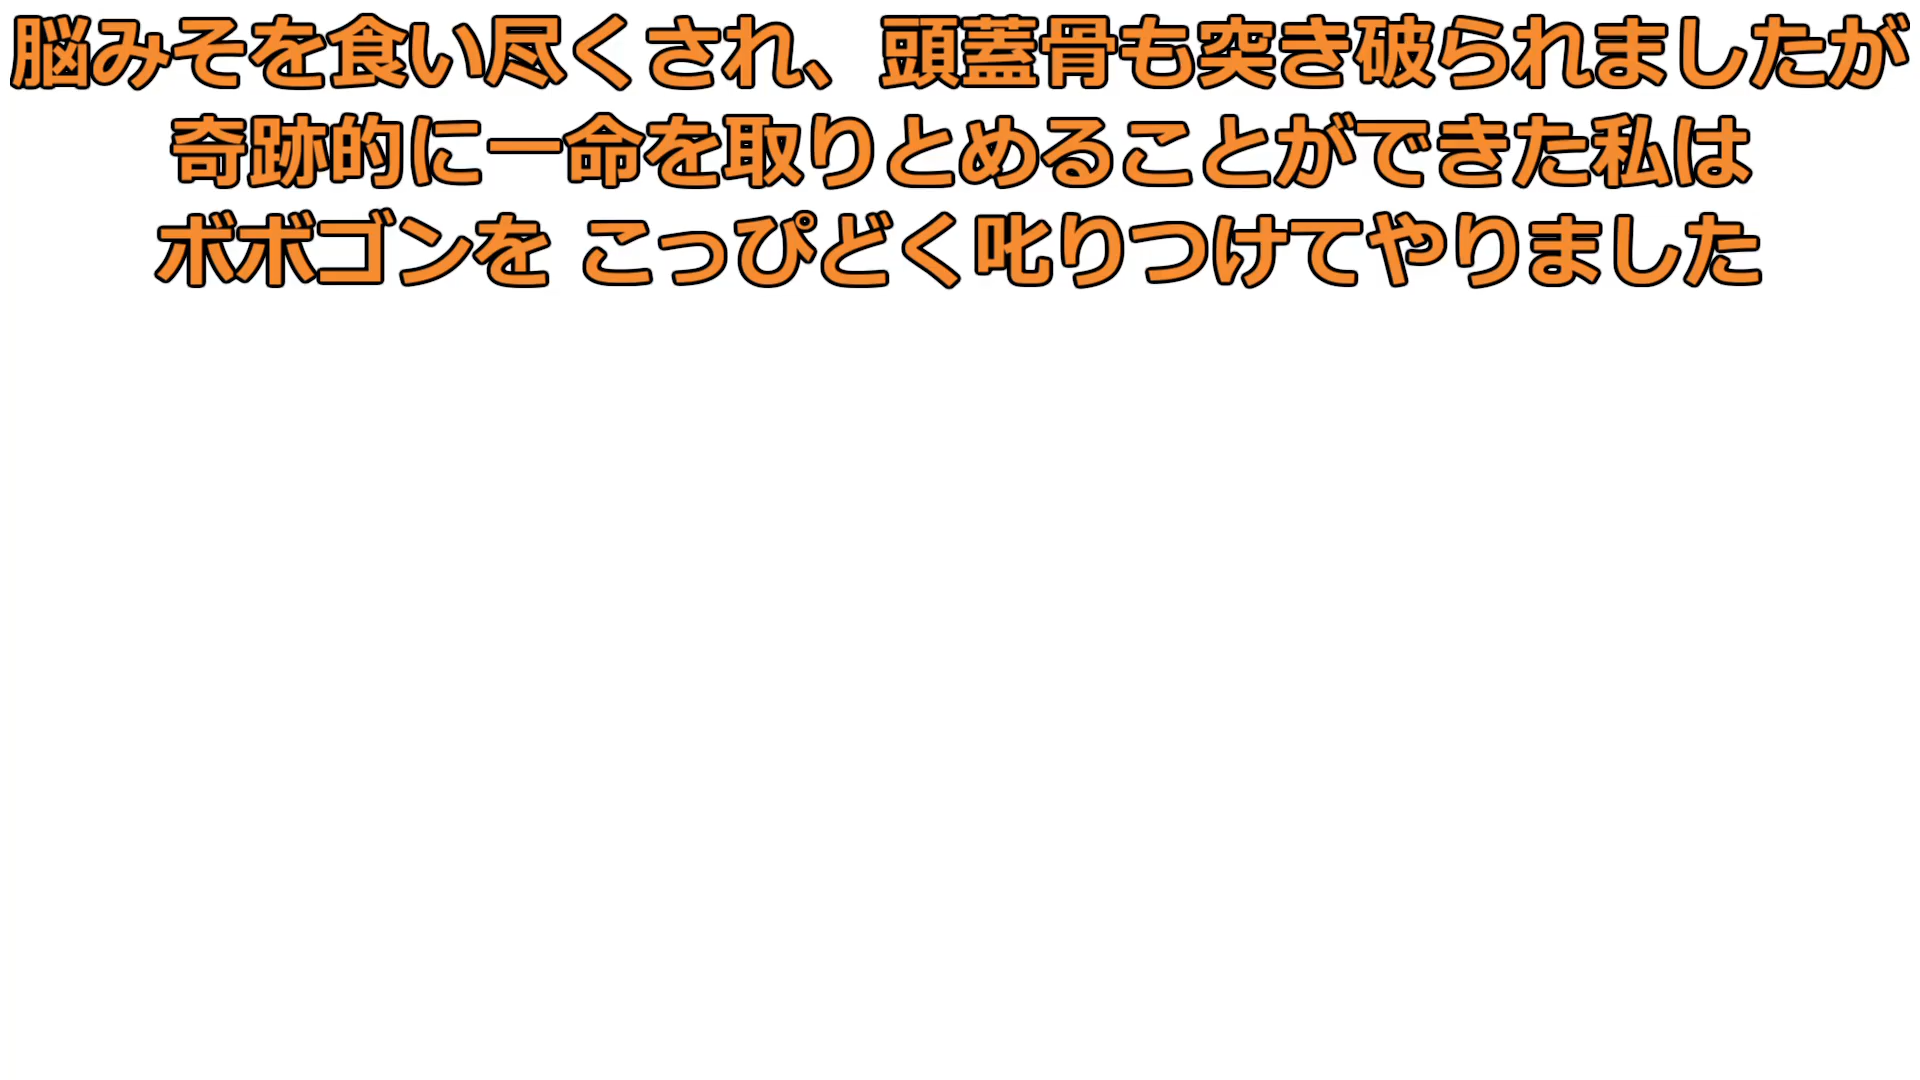 脳みそを食い尽くされ、頭蓋骨も突き破られましたが
奇跡的に一命を取りとめることができた私は
ボボゴンを こっぴどく叱りつけてやりました